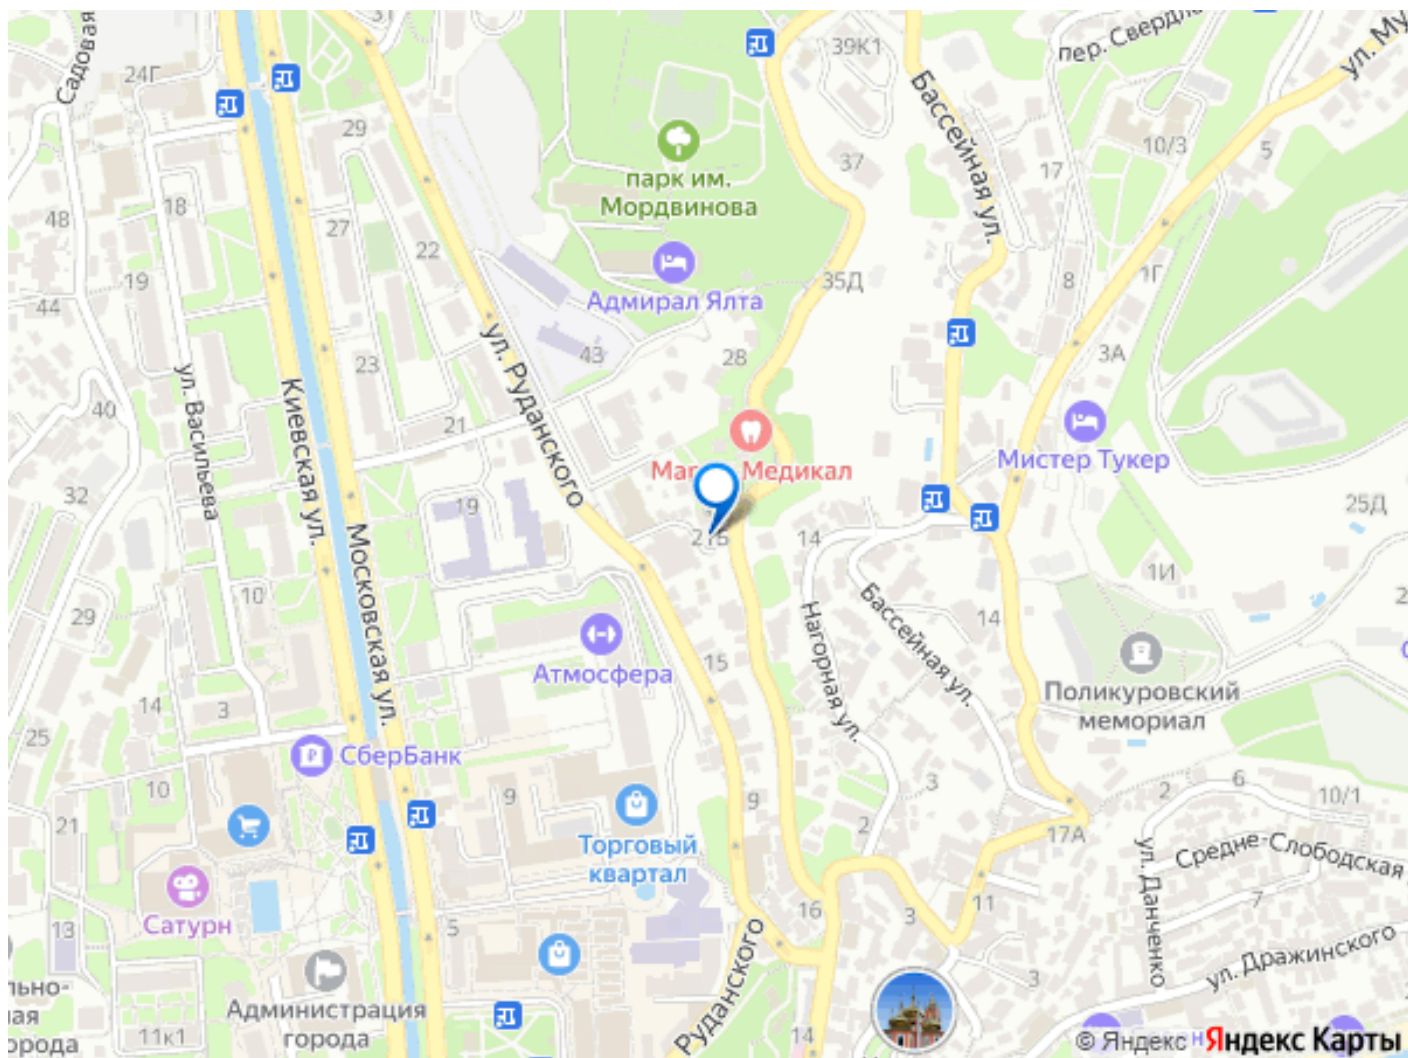 Садовая
24Г
39К1
Бассейная ул.
пер. Свердл
ул. Му
29
37
17
10/3
5
парк им.
Мордвинова
48
18
27
22
19
35Д
8
1Г
Адмирал Ялта
44
ул. Руданского
43
28
3А
23
40
ул. Васильева
Киевская ул.
21
Мистер Тукер
Медикал
32
19
25Д
Московская ул.
21Б
14
1И
10
29
Нагорная ул.
Бассейная ул.
14
Атмосфера
15
Поликуровский
мемориал
14
3
25
СберБанк
10
9
9
3
2
6
10/1
21
2
17А
Торговый
квартал
ул. Данченко
Средне-Слободская
7
Сатурн
13
5
16
3
11
Руданского
ул. Дражинского
3
Администрация
города
11к1
14
© Яндекс
Яндекс Карты